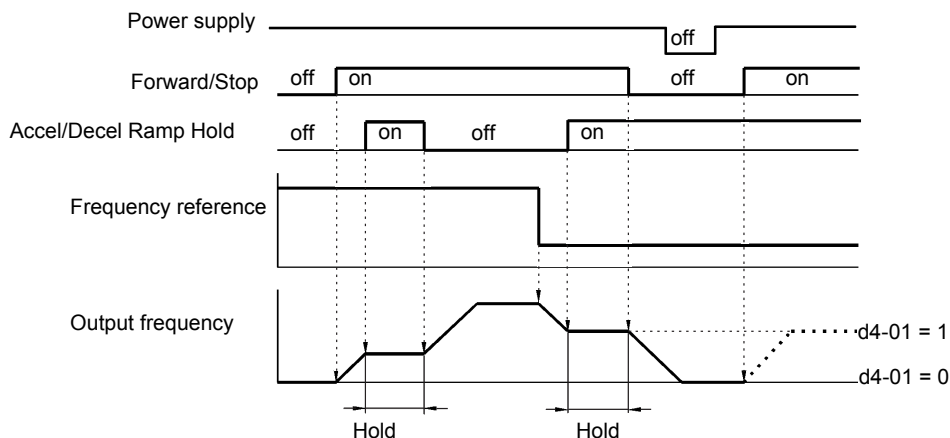 Power supply
off
Forward/Stop
off on off on
Accel/Decel Ramp Hold
off on off on
Frequency reference
Output frequency
d4-01 = 1
d4-01 = 0
Hold Hold